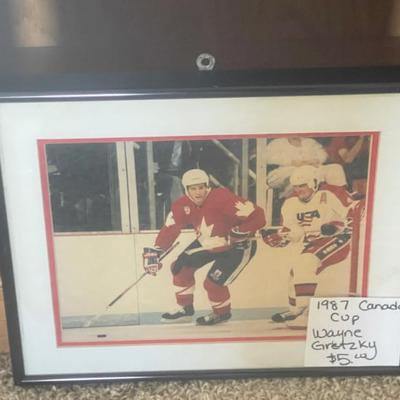 USA
1987 Canada
Cup
Wayne
Gretzky
$5.00